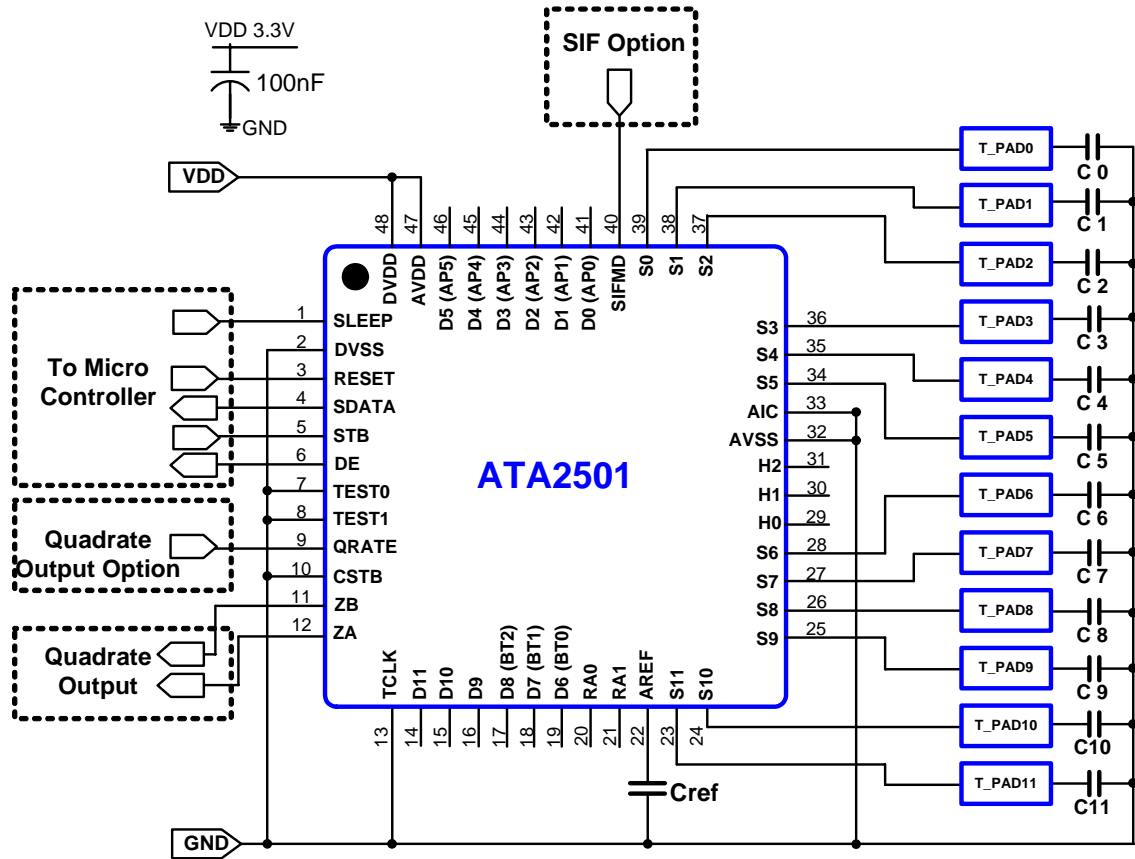 VDD 3.3V
100nF
GND
SIF Option
VDD
48
47
46
45
44
43
42
41
40
39
38
37
DVDD
AVDD
D5 (AP5)
D4 (AP4)
D3 (AP3)
D2 (AP2)
D1 (AP1)
D0 (AP0)
SIFMD
S0
S1
S2
To Micro
Controller
1 SLEEP
2 DVSS
3 RESET
4 SDATA
5 STB
6 DE
7 TEST0
8 TEST1
9 QRATE
10 CSTB
11 ZB
12 ZA
Quadrate
Output Option
Quadrate
Output
ATA2501
S3 36
S4 35
S5 34
AIC 33
AVSS 32
H2 31
H1 30
H0 29
S6 28
S7 27
S8 26
S9 25
TCLK
D11
D10
D9
D8 (BT2)
D7 (BT1)
D6 (BT0)
RA0
RA1
AREF
S11
S10
13
14
15
16
17
18
19
20
21
22
23
24
Cref
GND
T_PAD0
C 0
T_PAD1
C 1
T_PAD2
C 2
T_PAD3
C 3
T_PAD4
C 4
T_PAD5
C 5
T_PAD6
C 6
T_PAD7
C 7
T_PAD8
C 8
T_PAD9
C 9
T_PAD10
C10
T_PAD11
C11